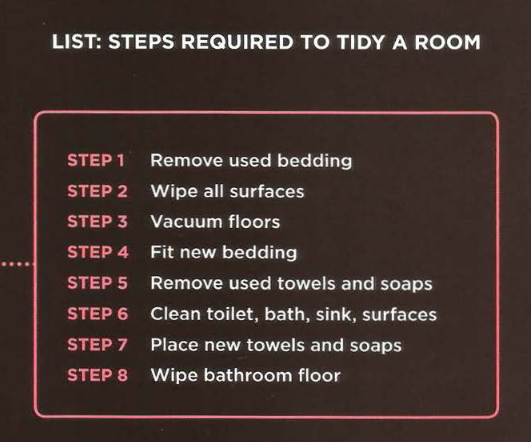 LIST: STEPS REQUIRED TO TIDY A ROOM
STEP 1 Remove used bedding
STEP 2 Wipe all surfaces
STEP 3 Vacuum floors
STEP 4 Fit new bedding
STEP 5 Remove used towels and soaps
STEP 6 Clean toilet, bath, sink, surfaces
STEP 7 Place new towels and soaps
STEP 8 Wipe bathroom floor